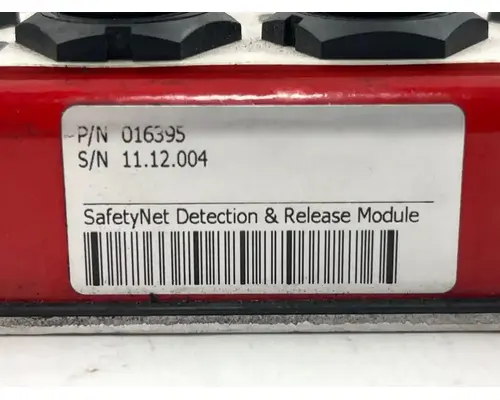 P/N 016395
S/N 11.12.004
SafetyNet Detection & Release Module